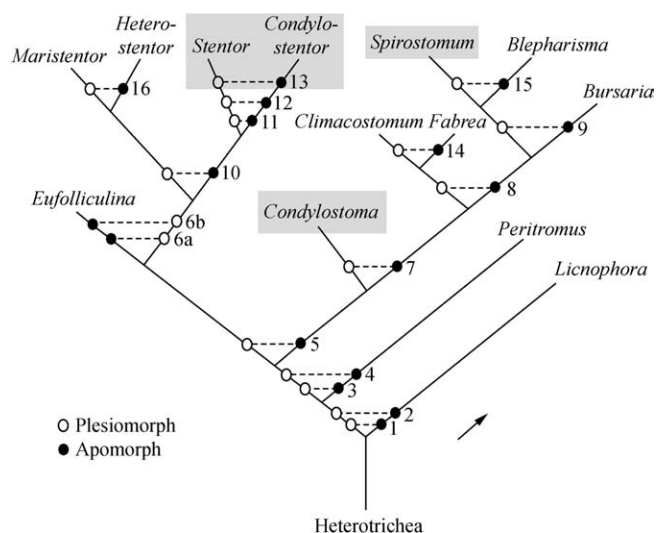 Hetero-
stentor
Maristentor
Stentor
Condylo-
stentor
Spirostomum
Blepharisma
Bursaria
16
13
12
11
15
9
Climacostomum Fabrea
14
10
8
Eufolliculina
6b
6a
Condylostoma
7
Peritromus
Licnophora
5
4
3
2
1
Plesiomorph
Apomorph
Heterotrichea